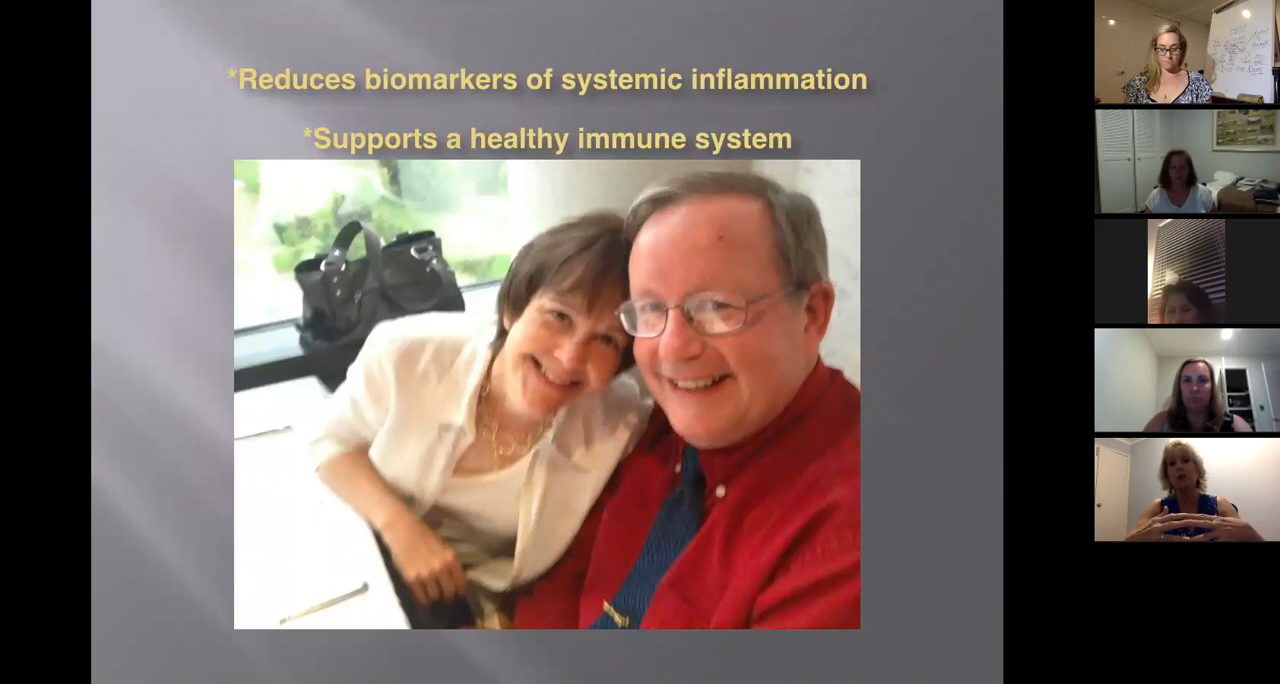 *Reduces biomarkers of systemic inflammation
*Supports a healthy immune system